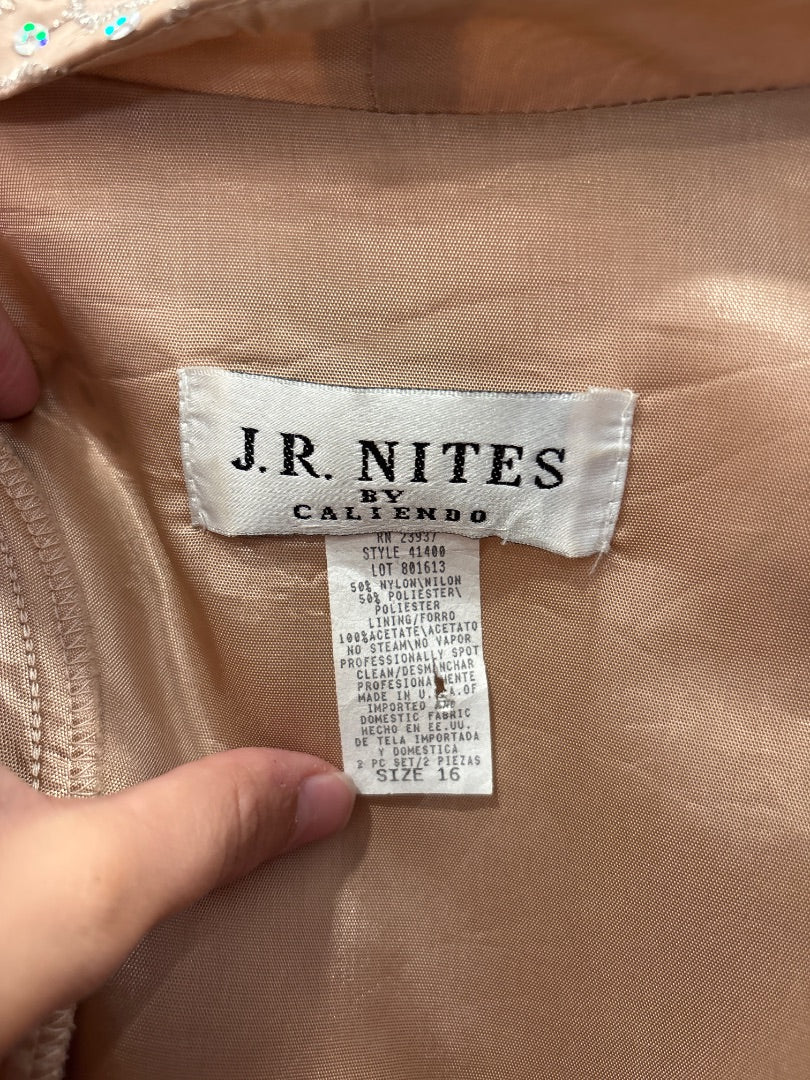 J.R. NITES
BY
CALIENDO
RN 23937
STYLE 41400
LOT 801613
50% NYLON\NILON
50% POLIESTER\
POLIESTER
LINING/FORRO
100%ACETATE\ACETATO
NO STEAM\NO VAPOR
PROFESSIONALLY SPOT
CLEAN/DESMANCHAR
MADE IN OF
IMPORTED AND
DOMESTIC FABRIC
HECHO EN EE.UU.
DE TELA IMPORTADA
Y DOMESTICA
2 PC SET/2 PIEZAS
SIZE 16